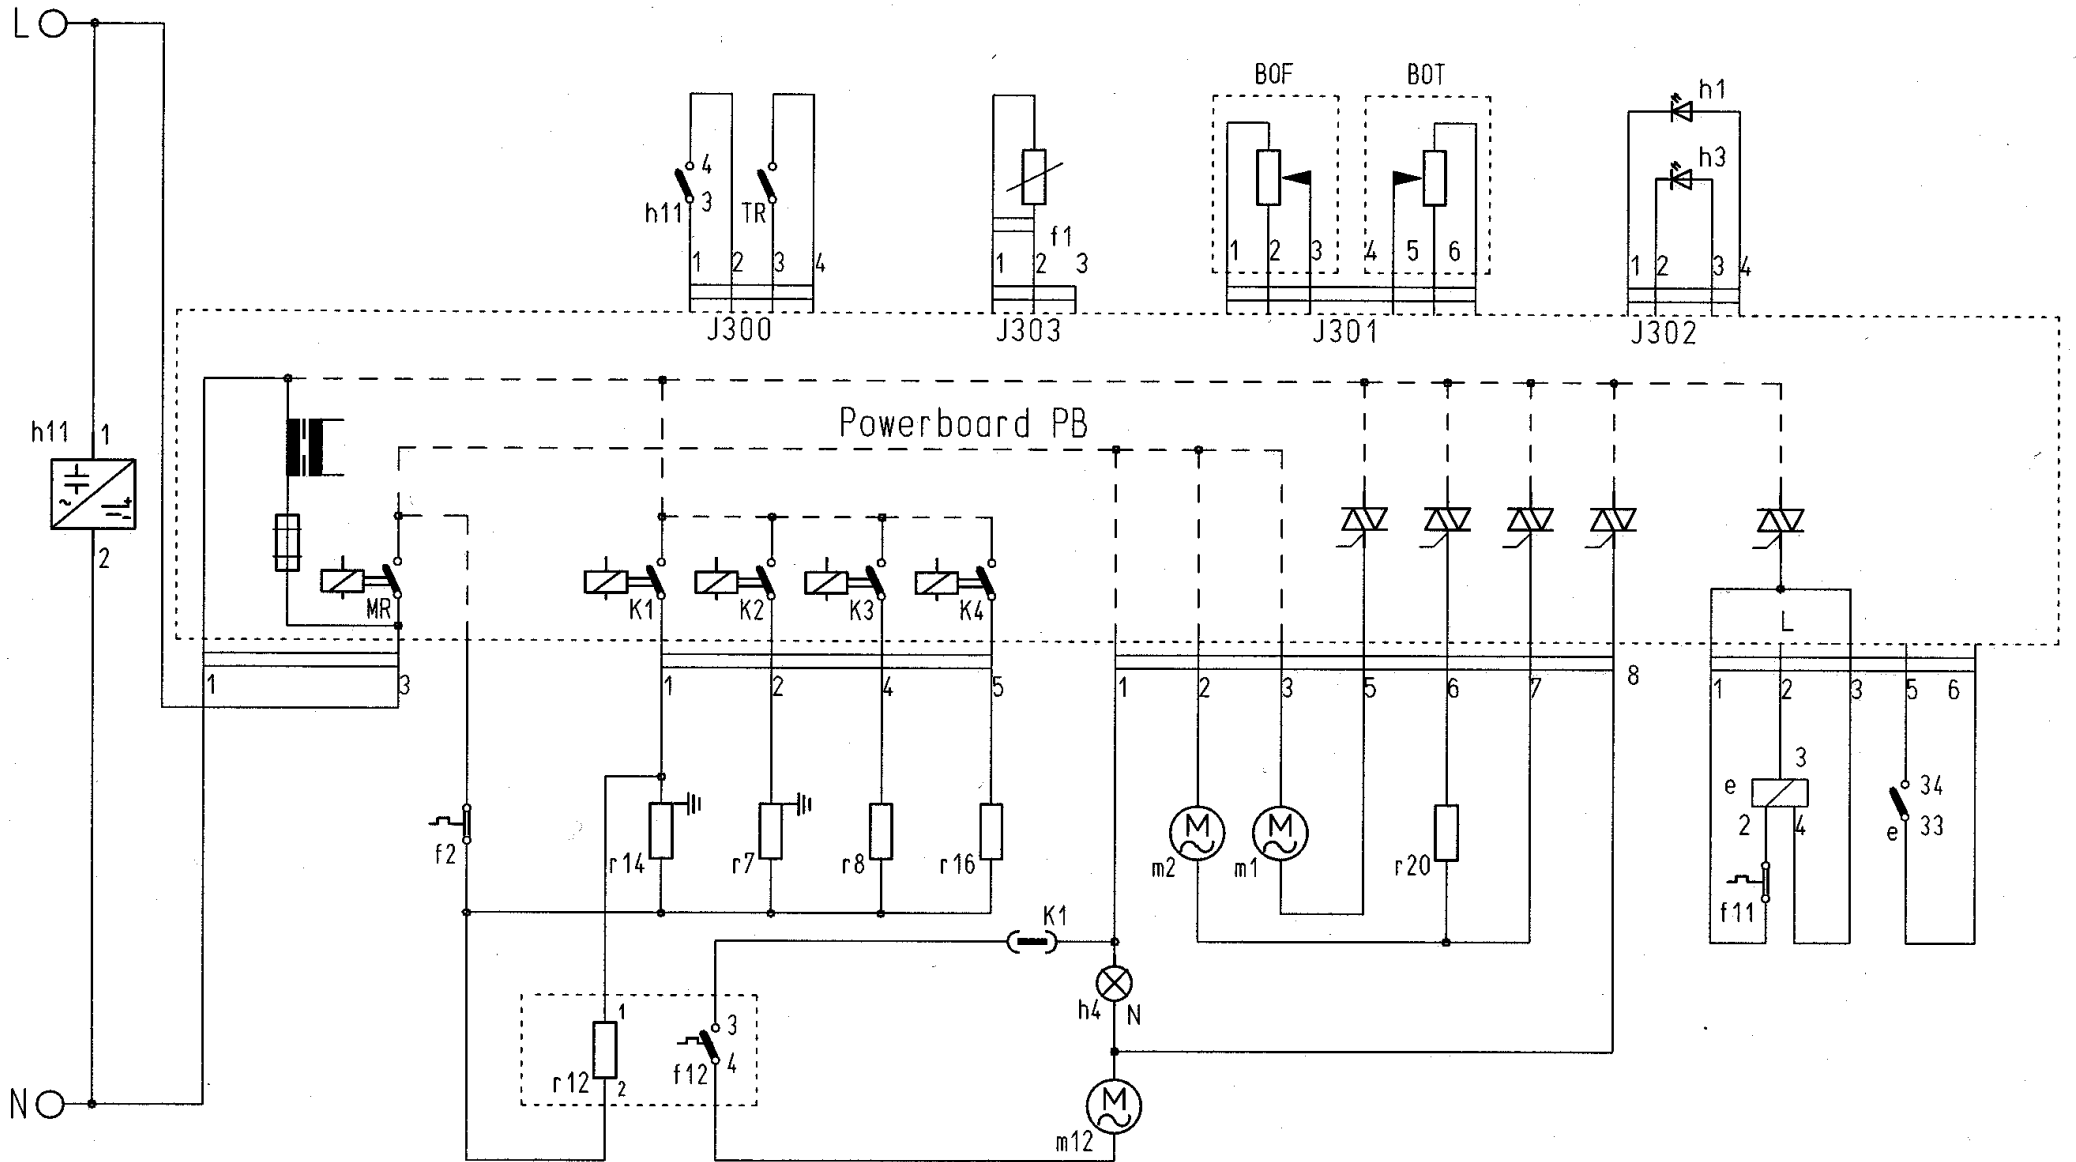 L
BOF BOT
h1
h3
4
3
h11 TR
f1
1 2 3 4
1 2 3
1 2 3 4 5 6
1 2 3 4
J300 J303 J301 J302
Powerboard PB
h11 1
2
MR K1 K2 K3 K4
L
1 3 1 2 4 5 1 2 3 5 6 7 8 1 2 3 5 6
3
e 34
2 4 e 33
M M
f2 r14 r7 r8 r16 m2 m1 r20
f11
K1
h4 N
1 3
r12 2 f12 4
N
M
m12